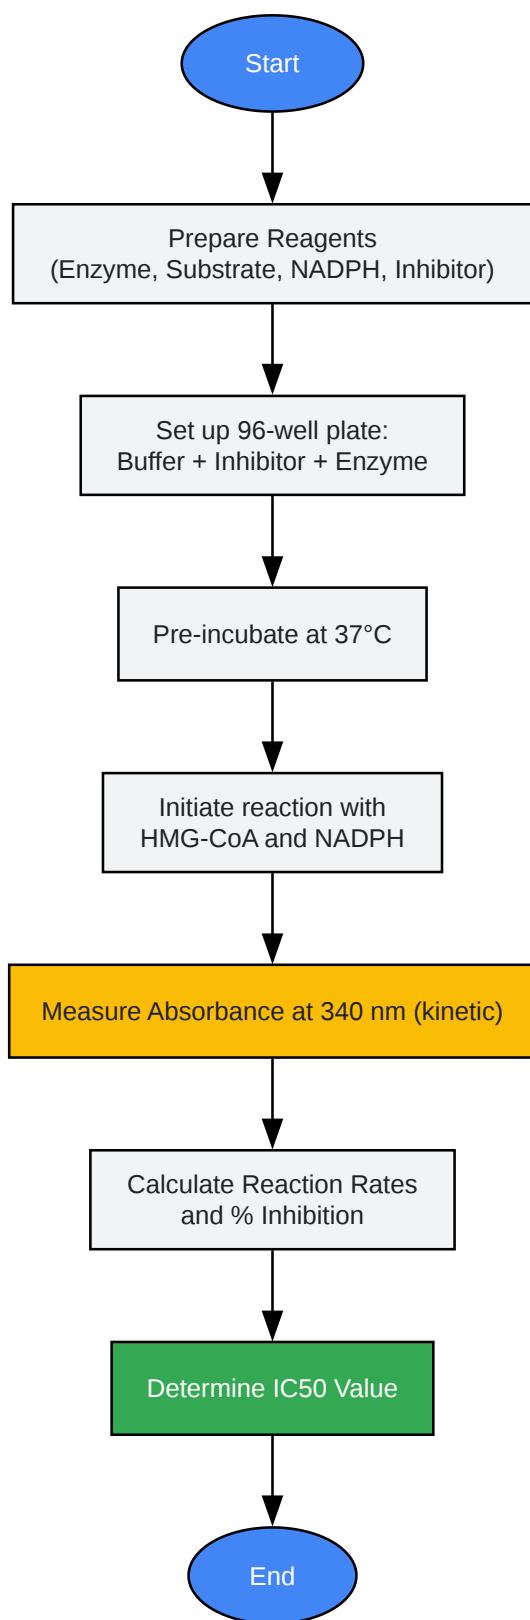 Start
Prepare Reagents
(Enzyme, Substrate, NADPH, Inhibitor)
Set up 96-well plate:
Buffer + Inhibitor + Enzyme
Pre-incubate at 37°C
Initiate reaction with
HMG-CoA and NADPH
Measure Absorbance at 340 nm (kinetic)
Calculate Reaction Rates
and % Inhibition
Determine IC50 Value
End